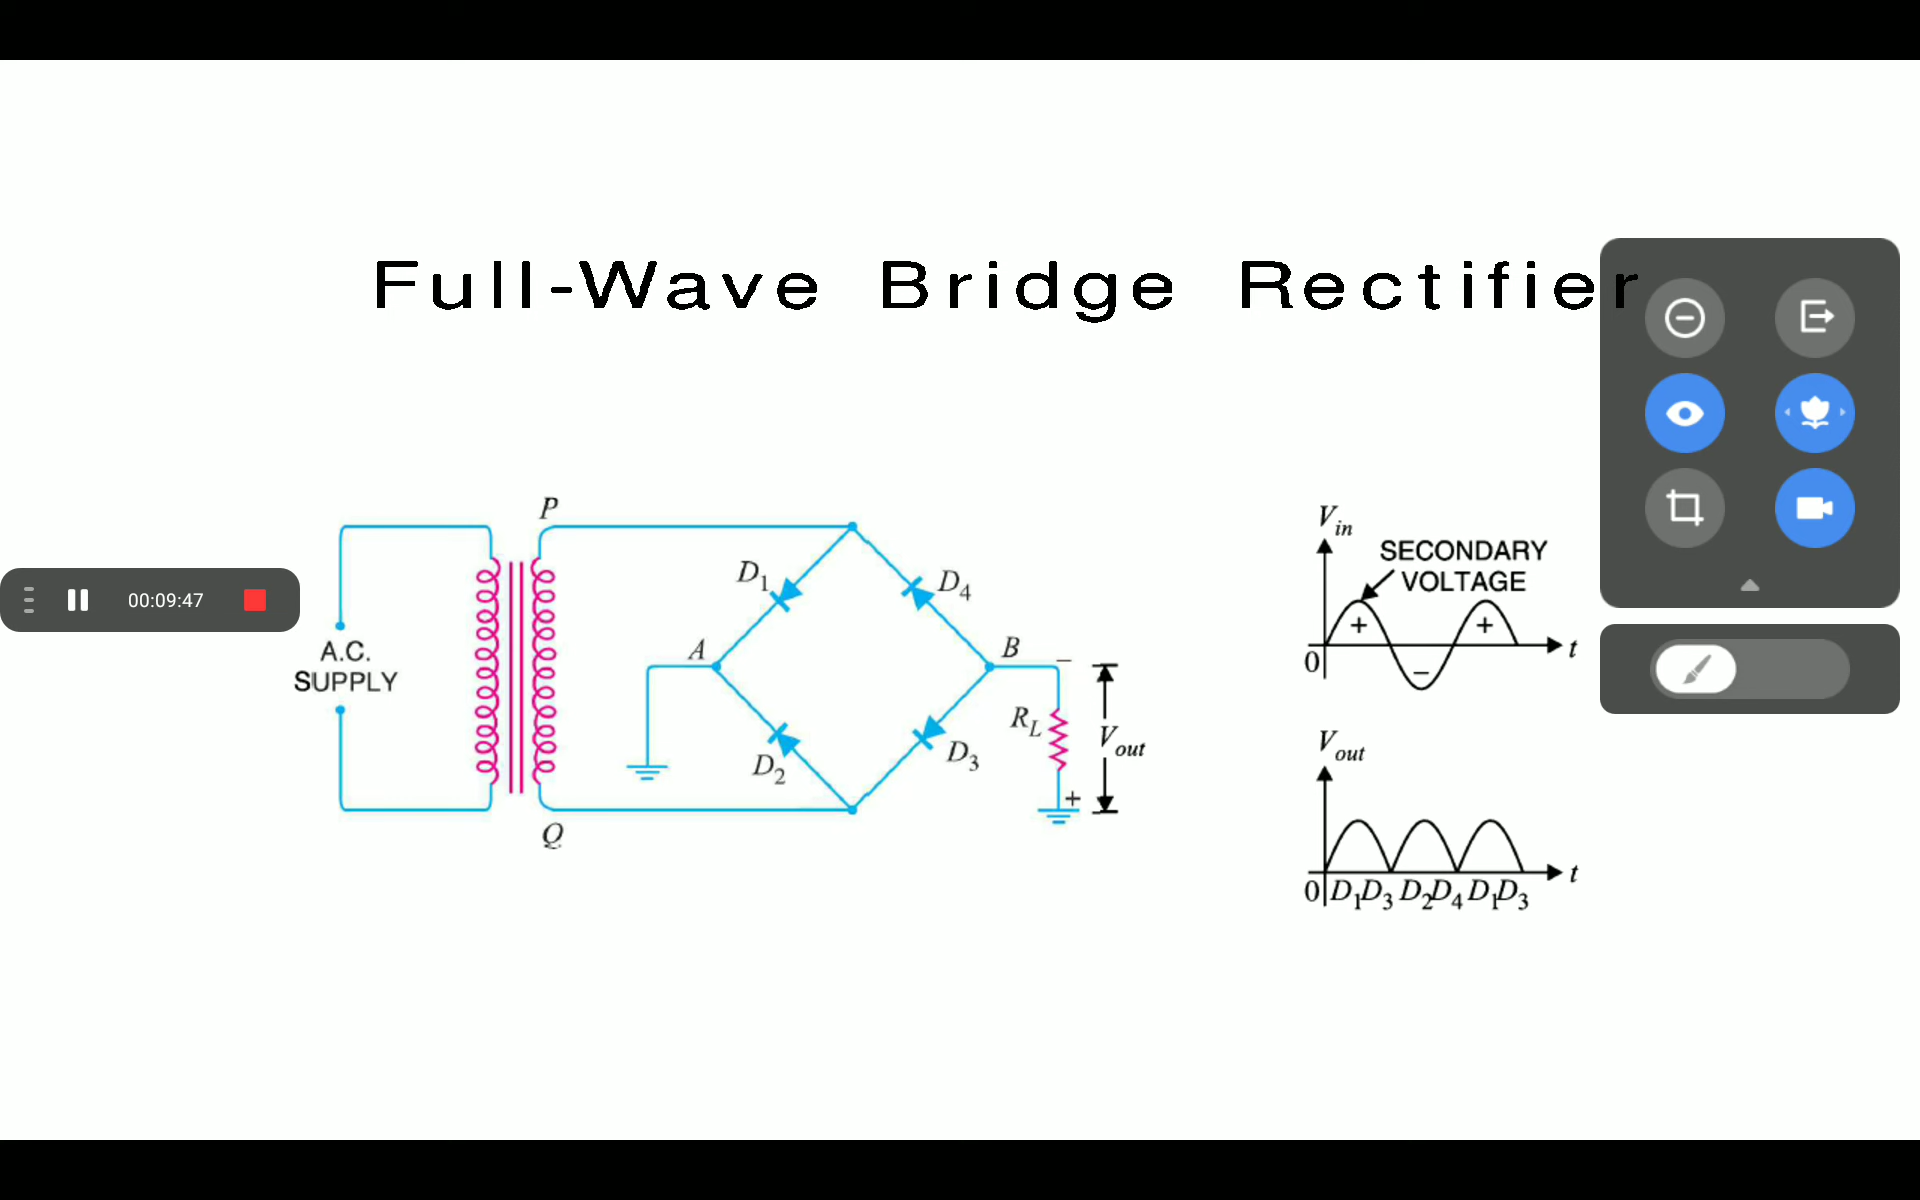 Full-Wave Bridge Rectifier
P
D1
D4
A
B
−
A.C.
SUPPLY
RL
Vout
D2
D3
+
Q
Vin
SECONDARY
VOLTAGE
+
+
−
0
t
Vout
0
t
D1D3 D2D4 D1D3
00:09:47